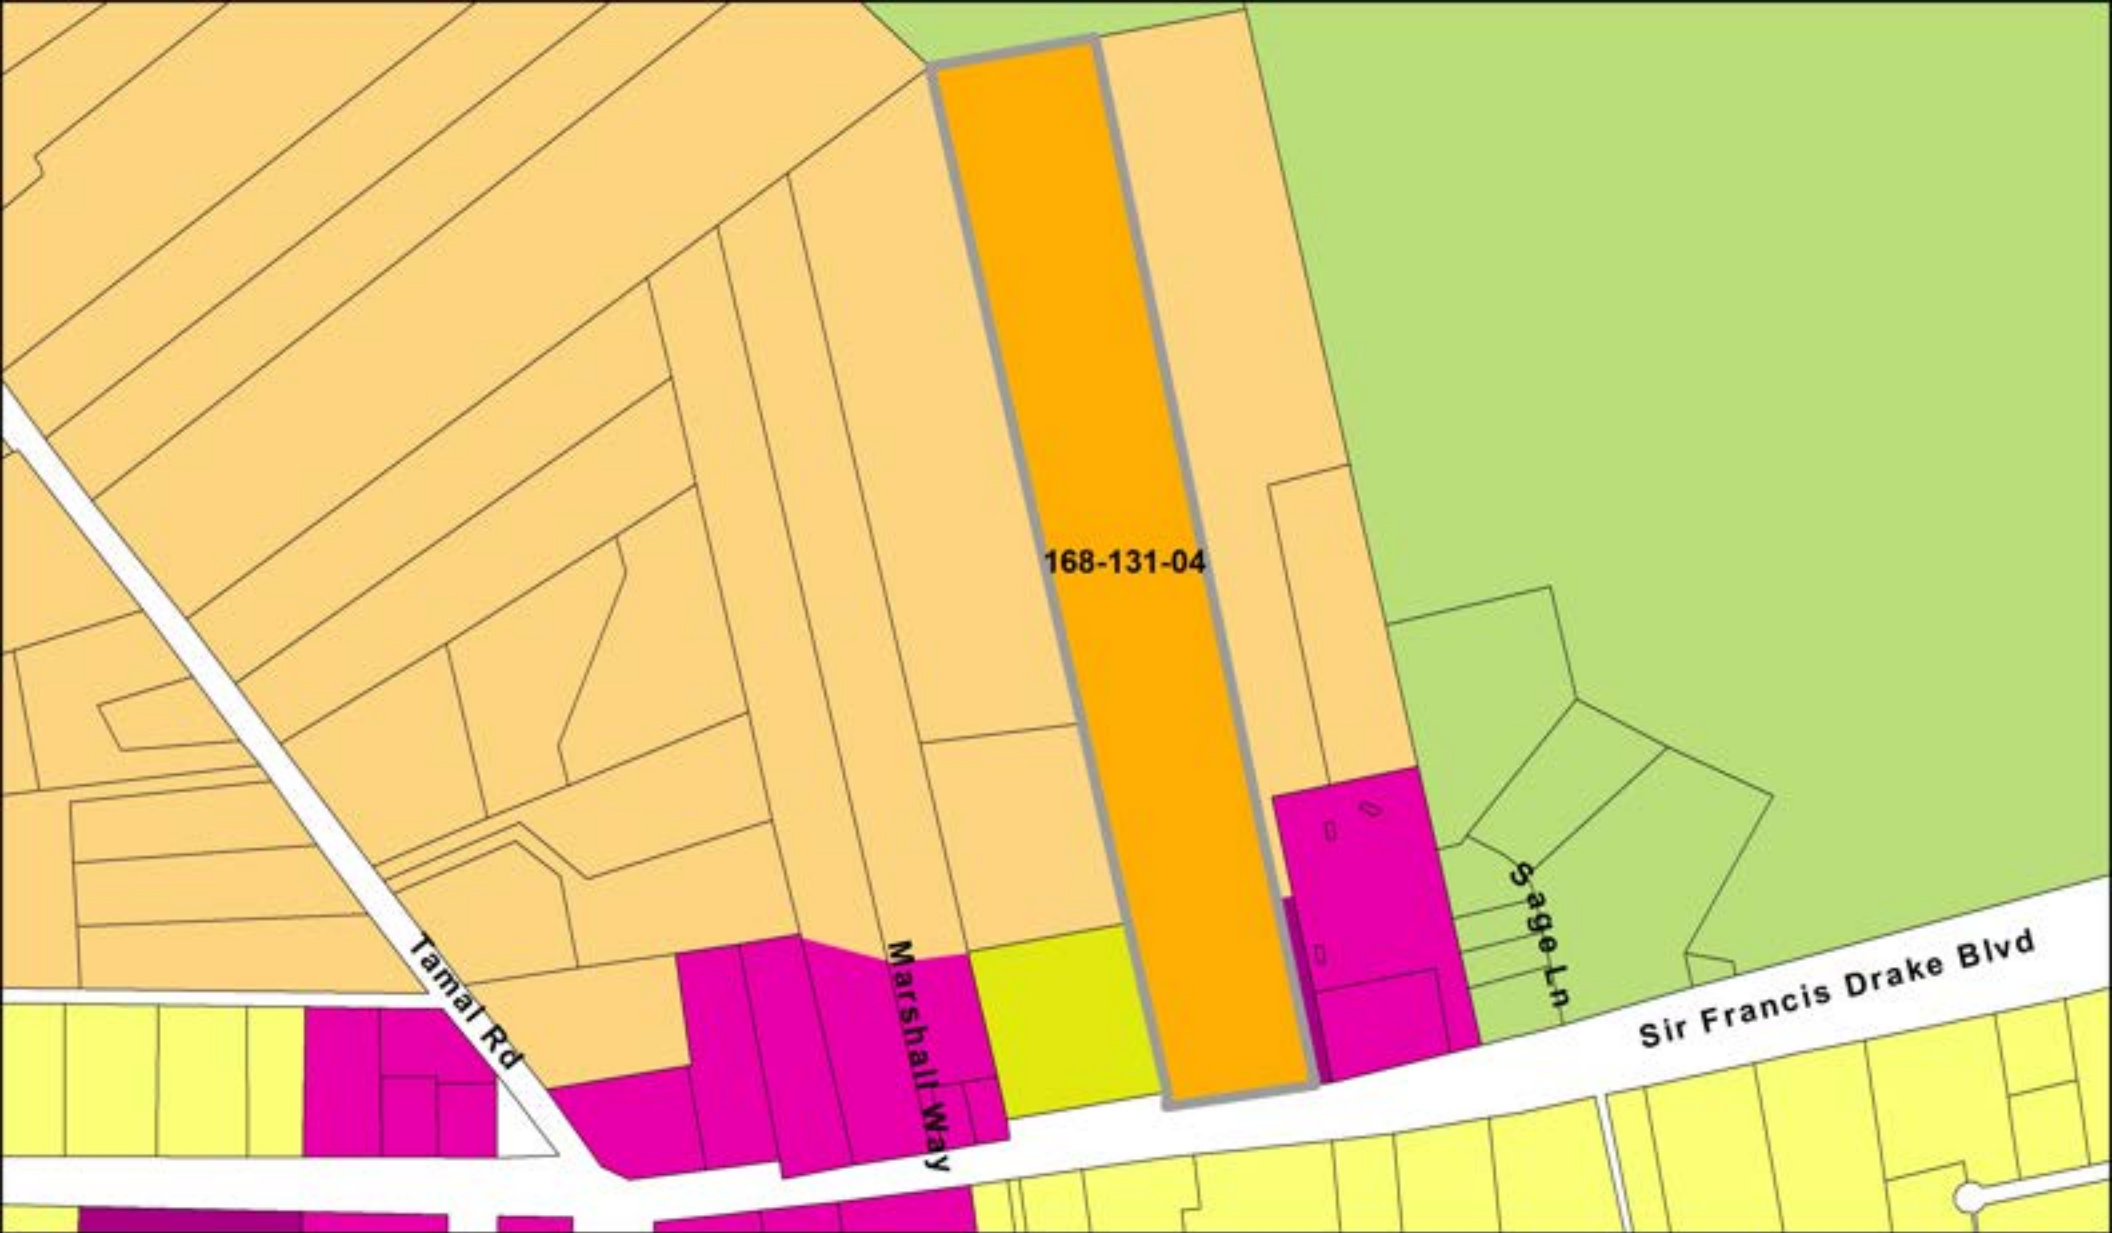 168-131-04
Sage Ln
Tamal Rd
Marshall Way
Sir Francis Drake Blvd